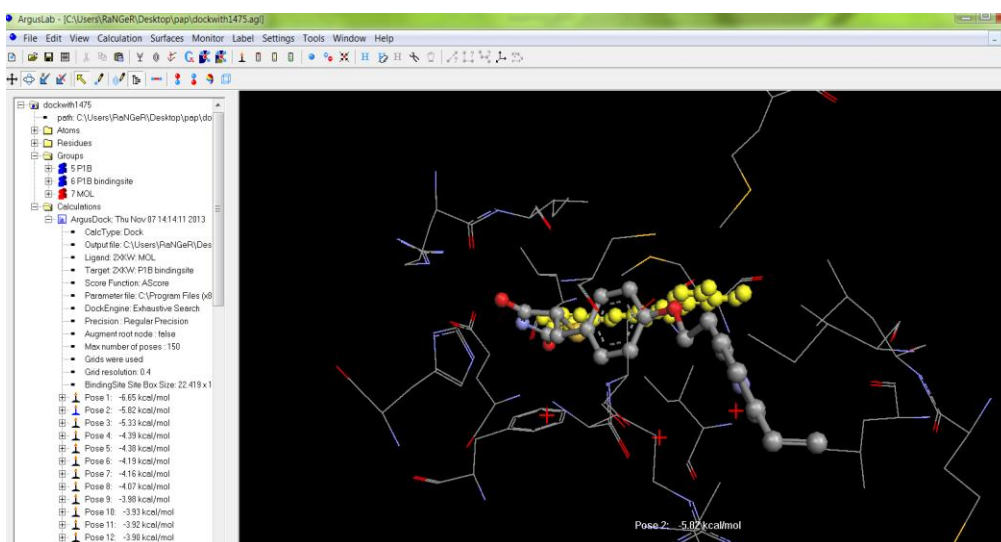 ArgusLab - [C:\Users\RaNGeR\Desktop\pap\dockwith1475.agl]
File Edit View Calculation Surfaces Monitor Label Settings Tools Window Help
dockwith1475
path: C:\Users\RaNGeR\Desktop\pap\do
Atoms
Residues
Groups
5 P1B
6 P1B bindingsite
7 MOL
Calculations
ArgusDock; Thu Nov 07 14:14:11 2013
CalcType: Dock
Output file: C:\Users\RaNGeR\Des
Ligand: 2XKW: MOL
Target: 2XKW: P1B bindingsite
Score Function: AScore
Parameter file: C:\Program Files (x8
DockEngine: Exhaustive Search
Precision : Regular Precision
Augment root node : false
Max number of poses : 150
Grids were used
Grid resolution: 0.4
BindingSite Site Box Size: 22.419 x 1
Pose 1: -6.65 kcal/mol
Pose 2: -5.82 kcal/mol
Pose 3: -5.33 kcal/mol
Pose 4: -4.39 kcal/mol
Pose 5: -4.38 kcal/mol
Pose 6: -4.19 kcal/mol
Pose 7: -4.16 kcal/mol
Pose 8: -4.07 kcal/mol
Pose 9: -3.98 kcal/mol
Pose 10: -3.93 kcal/mol
Pose 11: -3.92 kcal/mol
Pose 12: -3.90 kcal/mol
Pose 2: -5.82 kcal/mol